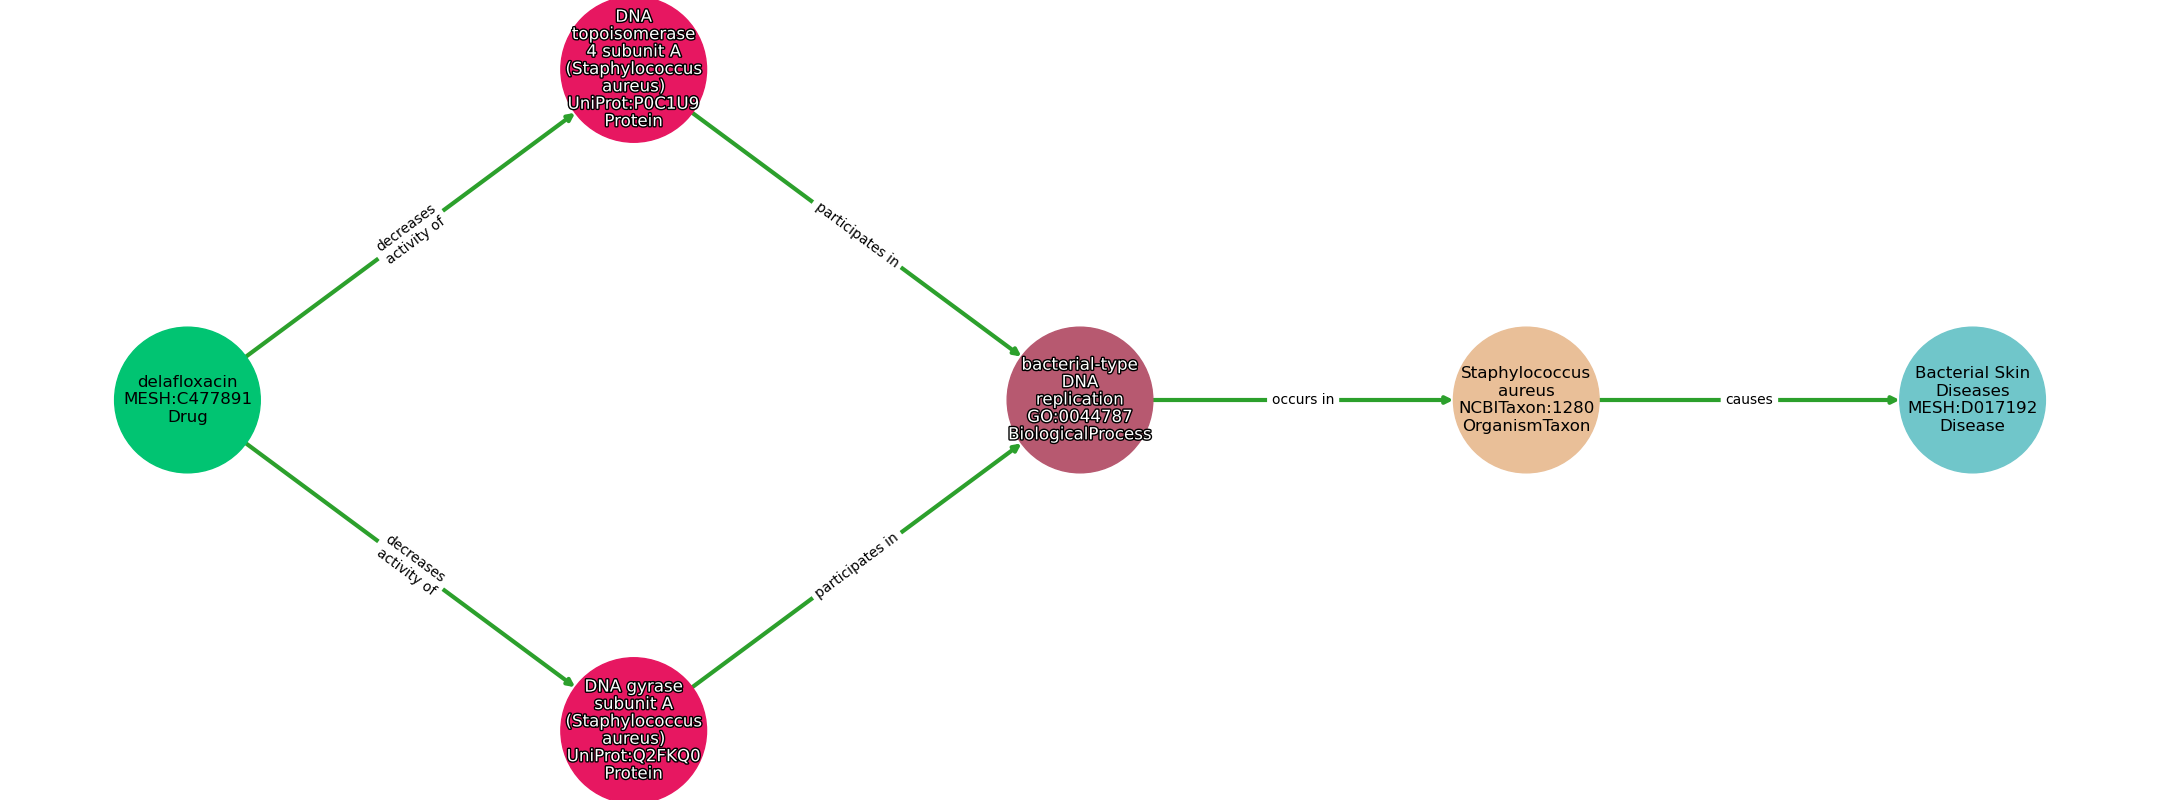 DNA
topoisomerase
4 subunit A
(Staphylococcus
aureus)
UniProt:P0C1U9
Protein
decreases
activity of
participates in
delafloxacin
MESH:C477891
Drug
bacterial-type
DNA
replication
GO:0044787
BiologicalProcess
occurs in
Staphylococcus
aureus
NCBITaxon:1280
OrganismTaxon
causes
Bacterial Skin
Diseases
MESH:D017192
Disease
decreases
activity of
participates in
DNA gyrase
subunit A
(Staphylococcus
aureus)
UniProt:Q2FKQ0
Protein